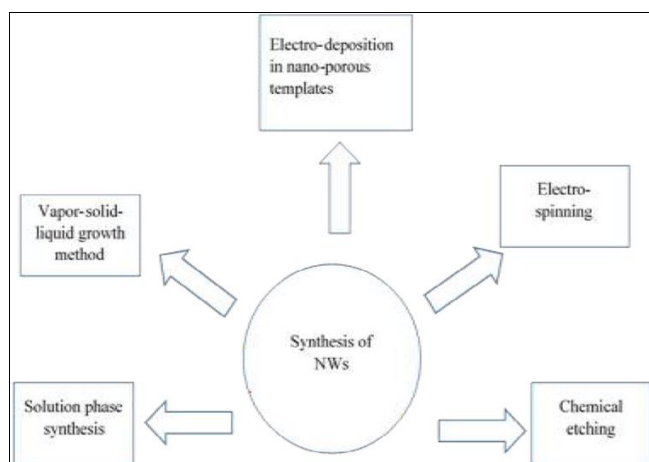 Electro-deposition
in nano-porous
templates
Electro-
spinning
Vapor-solid-
liquid growth
method
Synthesis of
NWs
Solution phase
synthesis
Chemical
etching